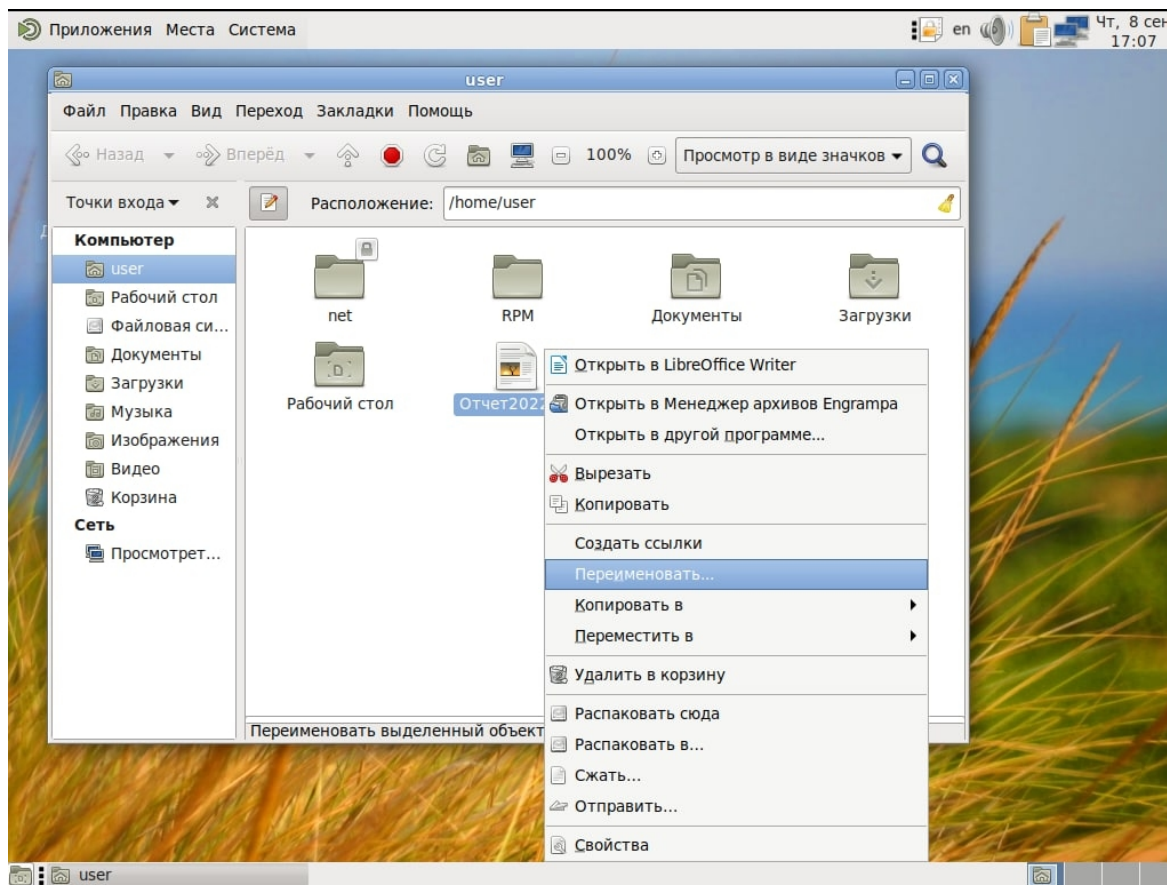 Приложения Места Система
en
Чт, 8 сен
17:07
user
Файл Правка Вид Переход Закладки Помощь
Назад Вперёд 100% Просмотр в виде значков
Точки входа Расположение: /home/user
Компьютер
user
Рабочий стол
Файловая си...
Документы
Загрузки
Музыка
Изображения
Видео
Корзина
Сеть
Просмотрет...
net RPM Документы Загрузки
Рабочий стол Отчет2022
Открыть в LibreOffice Writer
Открыть в Менеджер архивов Engrampa
Открыть в другой программе...
Вырезать
Копировать
Создать ссылки
Переименовать...
Копировать в
Переместить в
Удалить в корзину
Распаковать сюда
Распаковать в...
Сжать...
Отправить...
Свойства
Переименовать выделенный объект
user